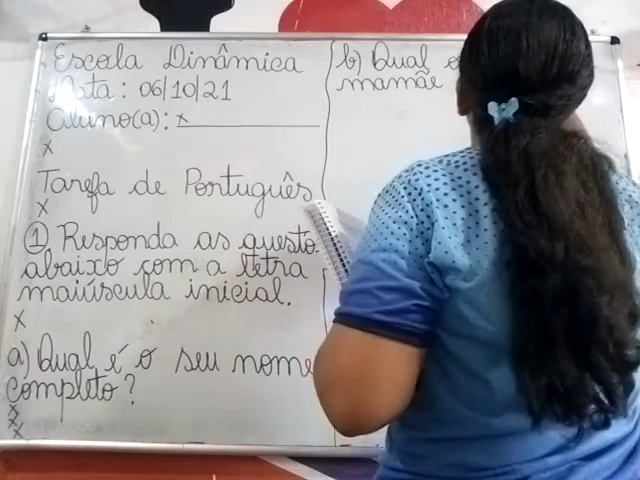 Escola Dinâmica
Data: 06/10/21
Aluno(a): x
x
Tarefa de Português
x
1 Responda as questo
abaixo com a letra
maiúscula inicial.
x
a) Qual é o seu nome
completo?
x
x
x
b) Qual o
mamãe